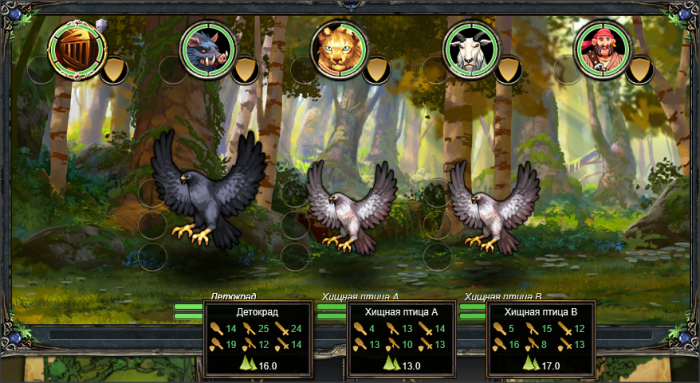 Детокрад
Хищная птица A
Хищная птица B
Детокрад
14 25 24
19 12 14
16.0
Хищная птица A
4 13 14
13 10 13
13.0
Хищная птица B
5 15 12
16 8 13
17.0